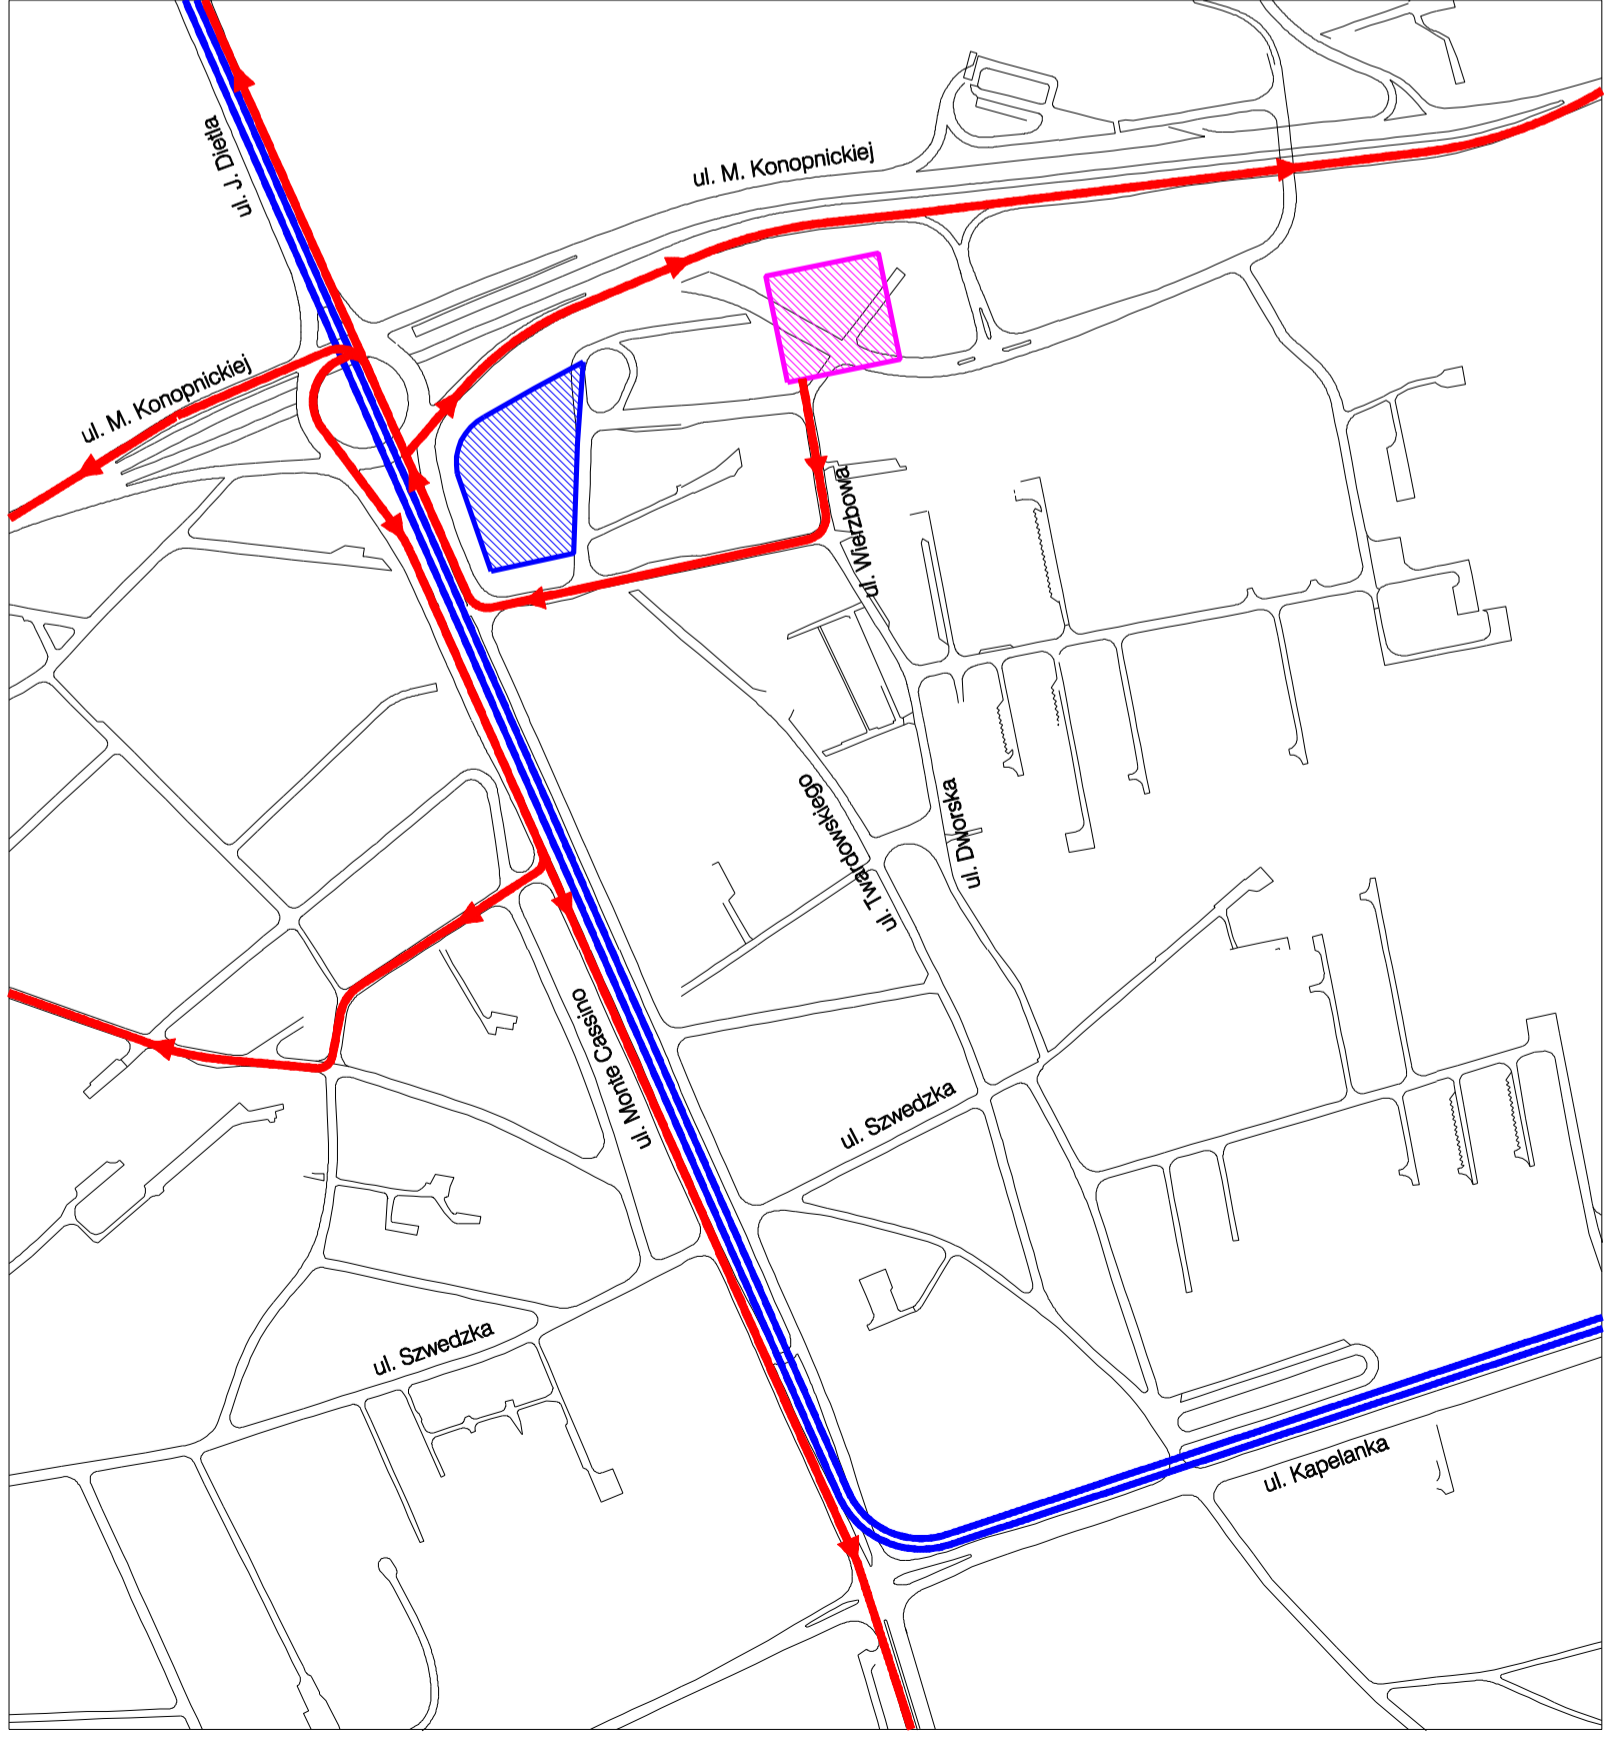 ul. J. Dietla
ul. M. Konopnickiej
ul. M. Konopnickiej
ul. Wierzbowa
ul. Twardowskiego
ul. Dworska
ul. Monte Cassino
ul. Szwedzka
ul. Szwedzka
ul. Kapelanka